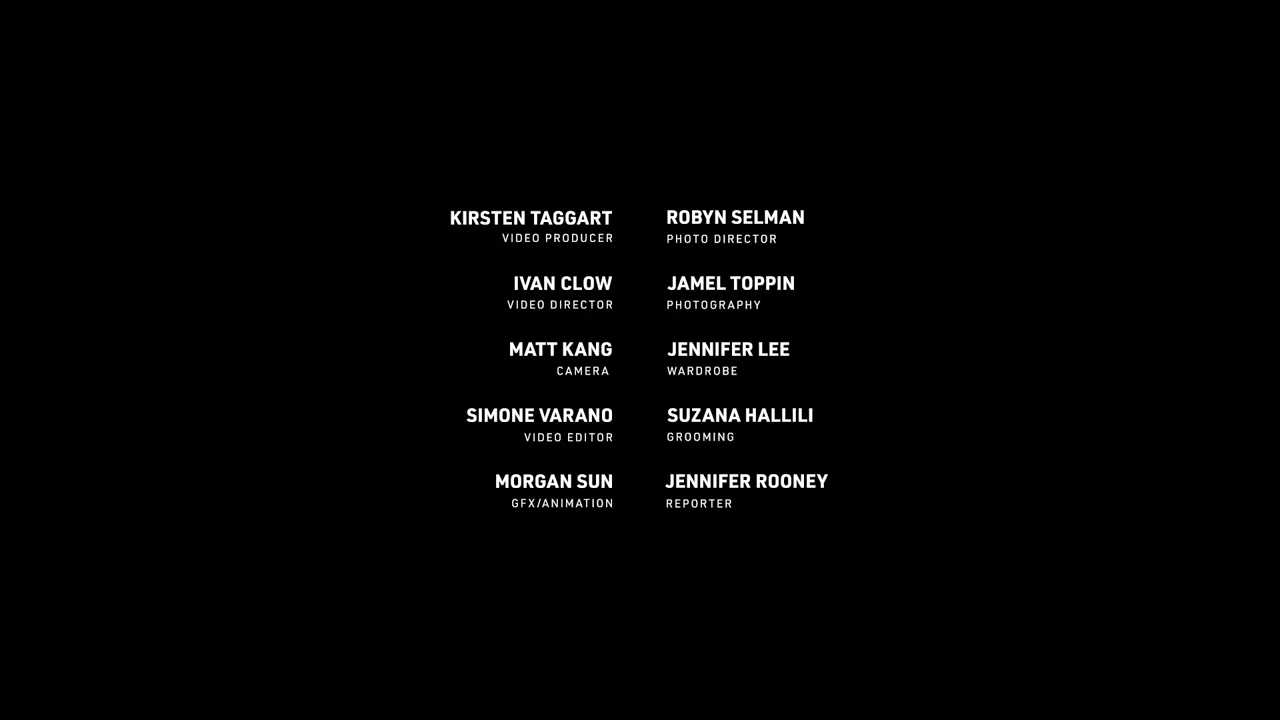 KIRSTEN TAGGART
VIDEO PRODUCER
IVAN CLOW
VIDEO DIRECTOR
MATT KANG
CAMERA
SIMONE VARANO
VIDEO EDITOR
MORGAN SUN
GFX/ANIMATION
ROBYN SELMAN
PHOTO DIRECTOR
JAMEL TOPPIN
PHOTOGRAPHY
JENNIFER LEE
WARDROBE
SUZANA HALLILI
GROOMING
JENNIFER ROONEY
REPORTER